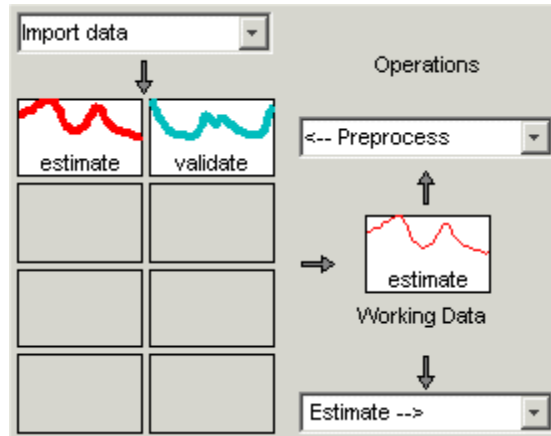 Import data
Operations
estimate
validate
<-- Preprocess
estimate
Working Data
Estimate -->